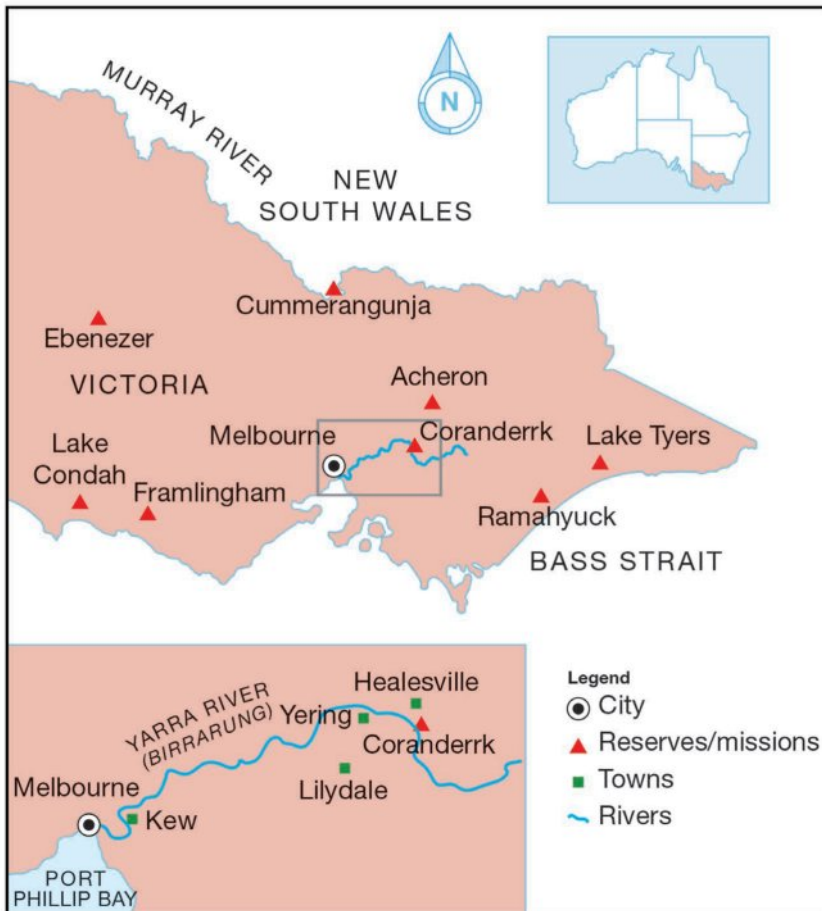 MURRAY RIVER
N
NEW
SOUTH WALES
Cummerangunja
Ebenezer
VICTORIA
Acheron
Melbourne
Coranderrk
Lake Tyers
Lake
Condah
Framlingham
Ramahyuck
BASS STRAIT
YARRA RIVER
(BIRRARUNG)
Healesville
Yering
Coranderrk
Lilydale
Melbourne
Kew
PORT
PHILLIP BAY
Legend
City
Reserves/missions
Towns
Rivers